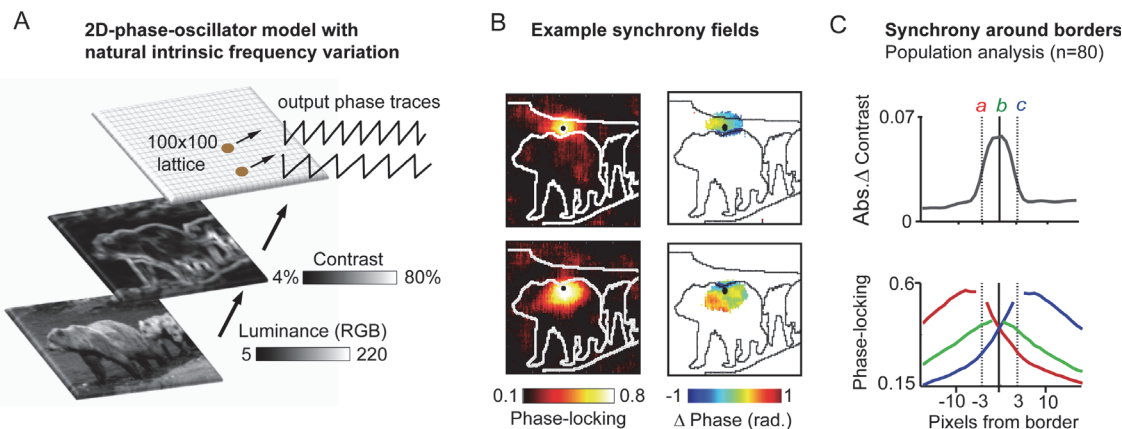 A
2D-phase-oscillator model with
natural intrinsic frequency variation
output phase traces
100x100
lattice
Contrast
4%
80%
Luminance (RGB)
5
220
B
Example synchrony fields
0.1
0.8
Phase-locking
-1
1
Δ Phase (rad.)
C
Synchrony around borders
Population analysis (n=80)
a b c
0.07
Abs.Δ Contrast
0
0.6
Phase-locking
0.15
-10 -3 3 10
Pixels from border